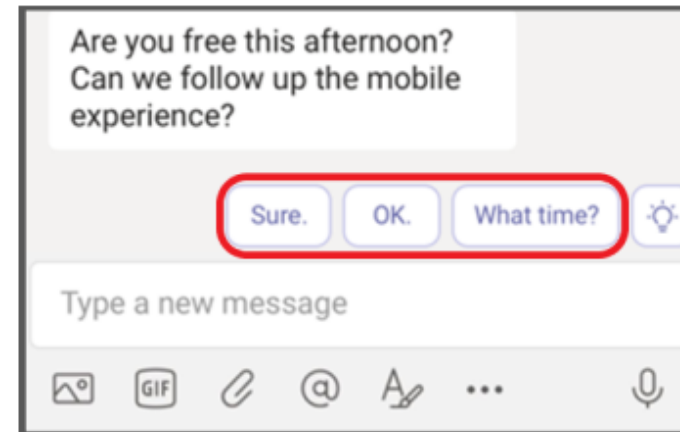 Are you free this afternoon?
Can we follow up the mobile
experience?
Sure. OK. What time?
Type a new message
GIF